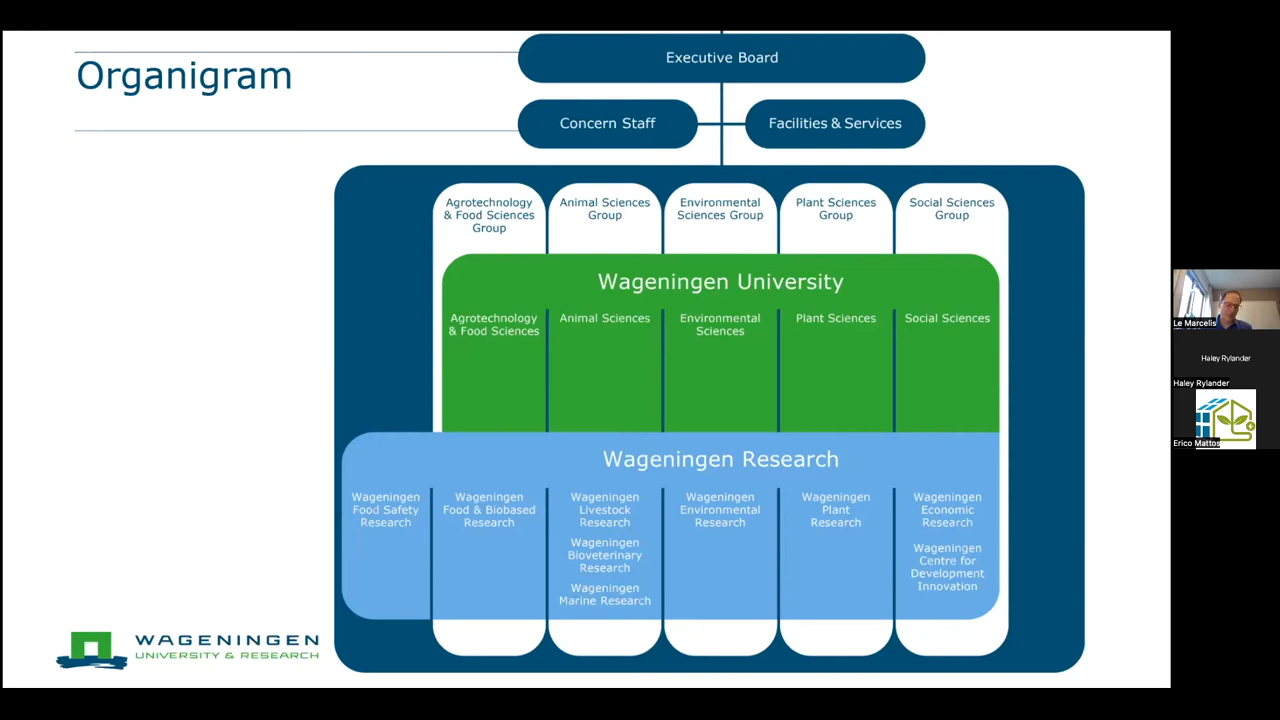 Organigram
Executive Board
Concern Staff
Facilities & Services
Agrotechnology
& Food Sciences
Group
Animal Sciences
Group
Environmental
Sciences Group
Plant Sciences
Group
Social Sciences
Group
Wageningen University
Agrotechnology
& Food Sciences
Animal Sciences
Environmental
Sciences
Plant Sciences
Social Sciences
Wageningen Research
Wageningen
Food Safety
Research
Wageningen
Food & Biobased
Research
Wageningen
Livestock
Research
Wageningen
Bioveterinary
Research
Wageningen
Marine Research
Wageningen
Environmental
Research
Wageningen
Plant
Research
Wageningen
Economic
Research
Wageningen
Centre for
Development
Innovation
WAGENINGEN
UNIVERSITY & RESEARCH
Le Marcelis
Haley Rylander
Haley Rylander
Erico Mattos